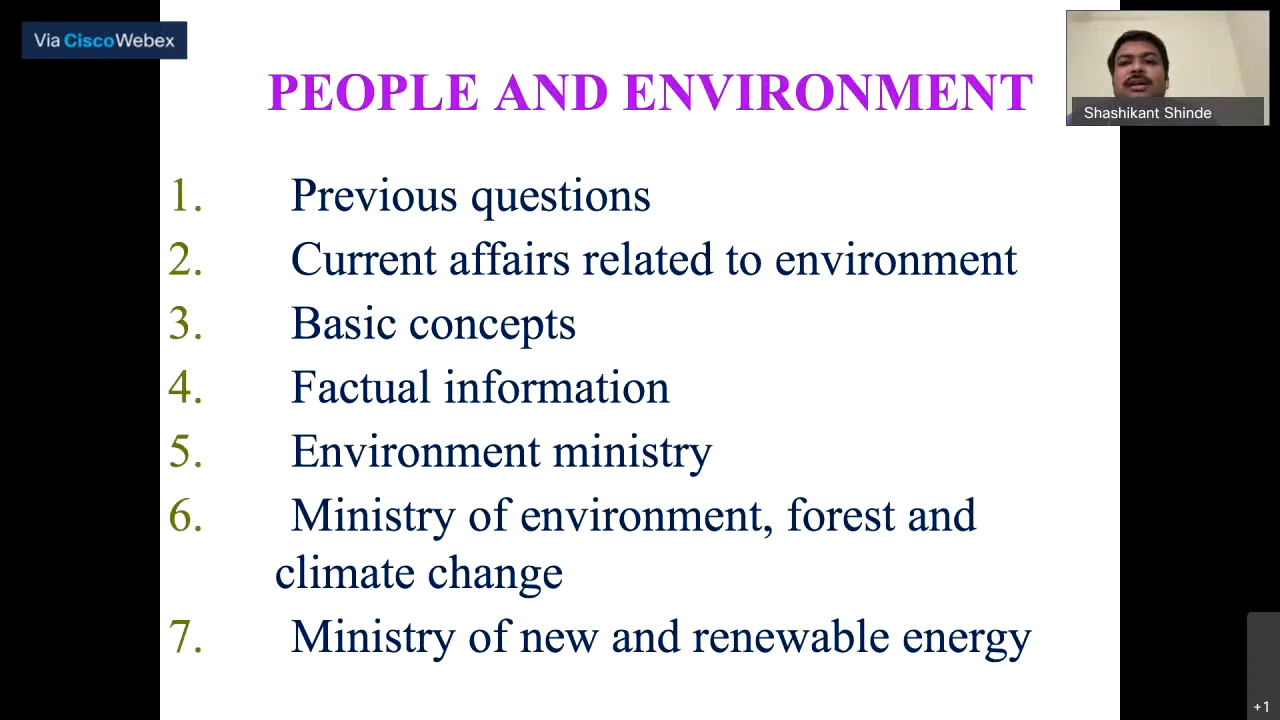 Via Cisco Webex
PEOPLE AND ENVIRONMENT
Shashikant Shinde
1. Previous questions
2. Current affairs related to environment
3. Basic concepts
4. Factual information
5. Environment ministry
6. Ministry of environment, forest and
climate change
7. Ministry of new and renewable energy
+1